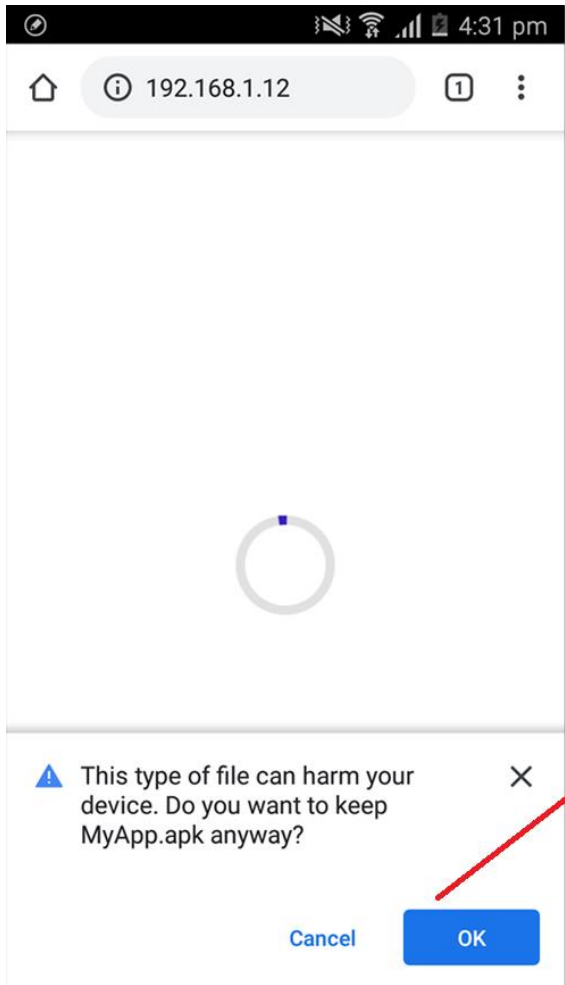 4:31 pm
192.168.1.12
1
This type of file can harm your
device. Do you want to keep
MyApp.apk anyway?
Cancel OK